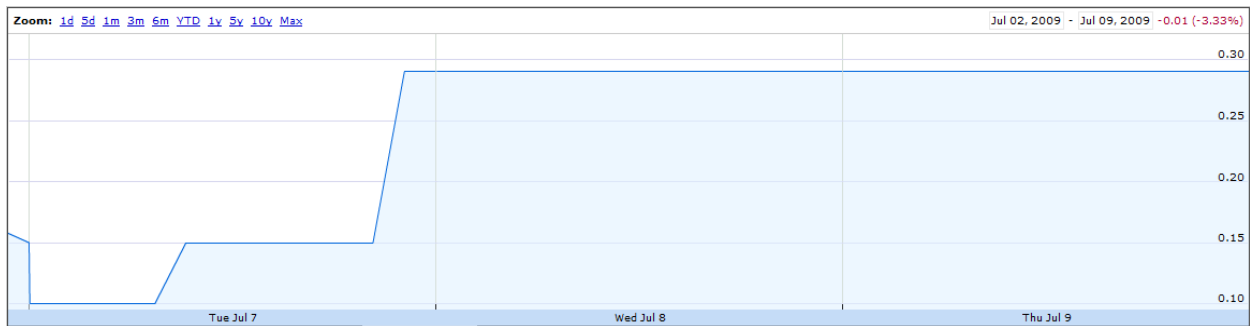 Zoom: 1d 5d 1m 3m 6m YTD 1y 5y 10y Max
Jul 02, 2009 - Jul 09, 2009 -0.01 (-3.33%)
0.30
0.25
0.20
0.15
0.10
Tue Jul 7
Wed Jul 8
Thu Jul 9